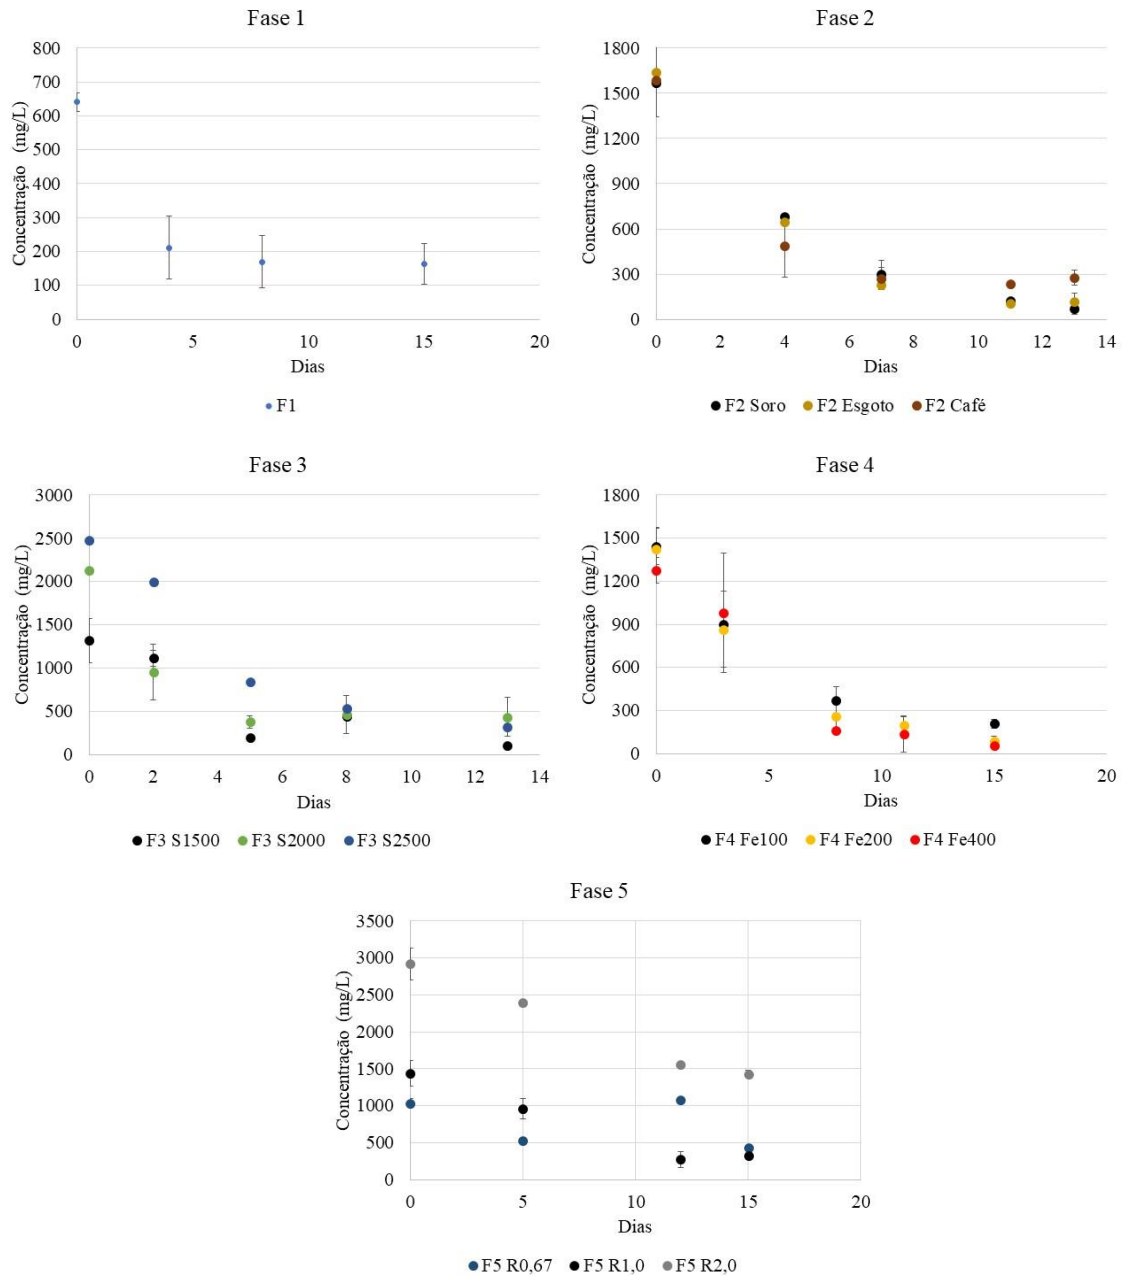 Fase 1
800
700
600
500
400
300
200
100
0
0 5 10 15 20
Concentração (mg/L)
Dias
F1
Fase 2
1800
1500
1200
900
600
300
0
0 2 4 6 8 10 12 14
Concentração (mg/L)
Dias
F2 Soro F2 Esgoto F2 Café
Fase 3
3000
2500
2000
1500
1000
500
0
0 2 4 6 8 10 12 14
Concentração (mg/L)
Dias
F3 S1500 F3 S2000 F3 S2500
Fase 4
1800
1500
1200
900
600
300
0
0 5 10 15 20
Concentração (mg/L)
Dias
F4 Fe100 F4 Fe200 F4 Fe400
Fase 5
3500
3000
2500
2000
1500
1000
500
0
0 5 10 15 20
Concentração (mg/L)
Dias
F5 R0,67 F5 R1,0 F5 R2,0